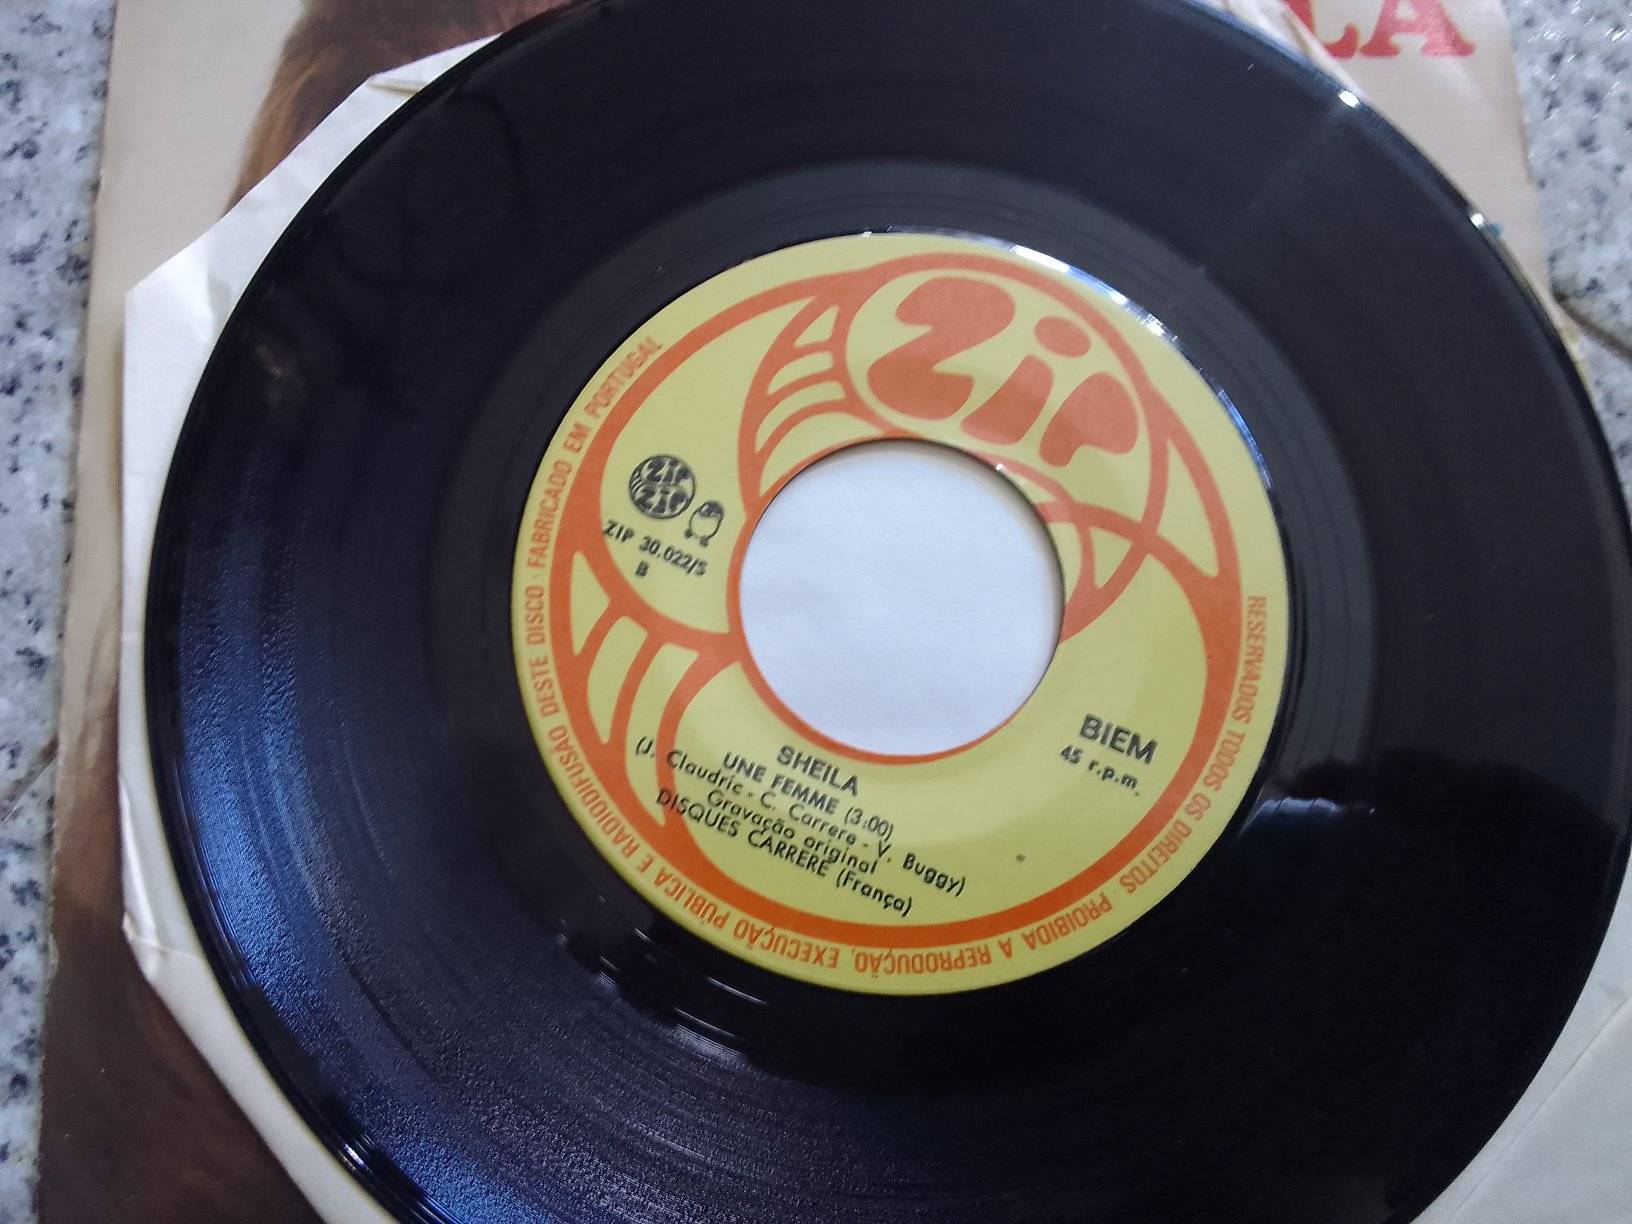 LA
Zip
ZIP
ZIP
ZIP 30.022/S
B
BIEM
45 r.p.m.
SHEILA
UNE FEMME (3:00)
(J. Claudric - C. Carrere - V. Buggy)
Gravação original
DISQUES CARRERE (França)
RESERVADOS TODOS OS DIREITOS · PROIBIDA A REPRODUÇÃO, EXECUÇÃO PÚBLICA E RADIODIFUSÃO DESTE DISCO · FABRICADO EM PORTUGAL